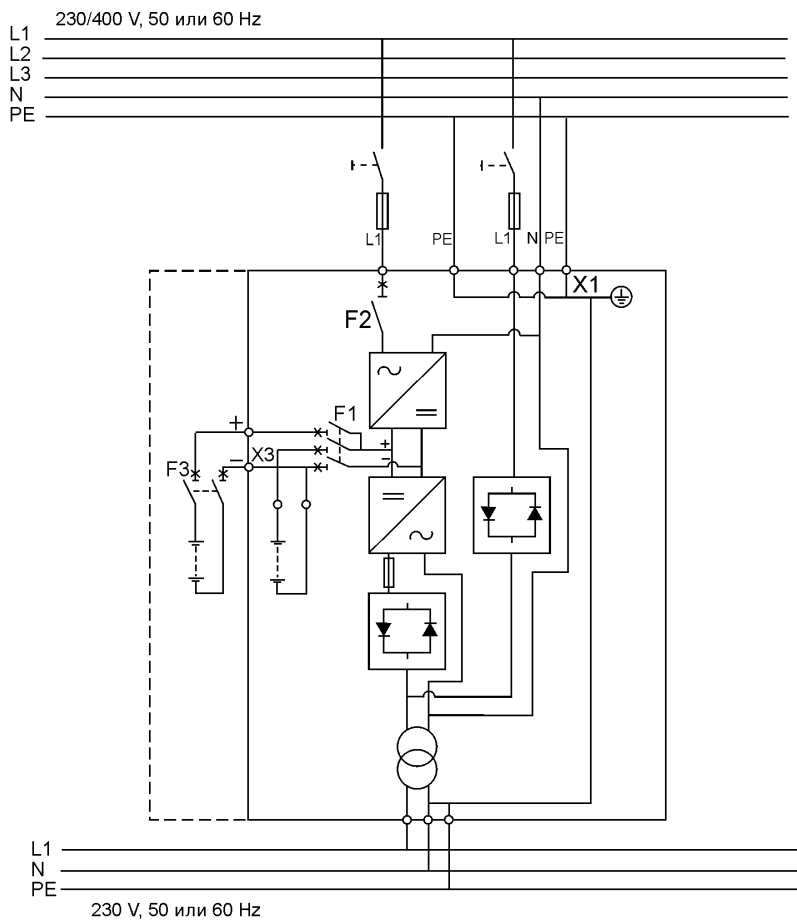 230/400 V, 50 или 60 Hz
L1
L2
L3
N
PE
L1 PE L1 N PE
X1
F2
F1
+
+
X3
−
−
F3
L1
N
PE
230 V, 50 или 60 Hz